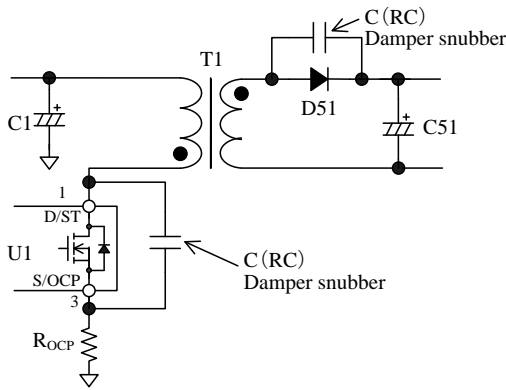 C (RC)
Damper snubber
T1
D51
C1
C51
1
D/ST
U1
C (RC)
Damper snubber
S/OCP
3
ROCP